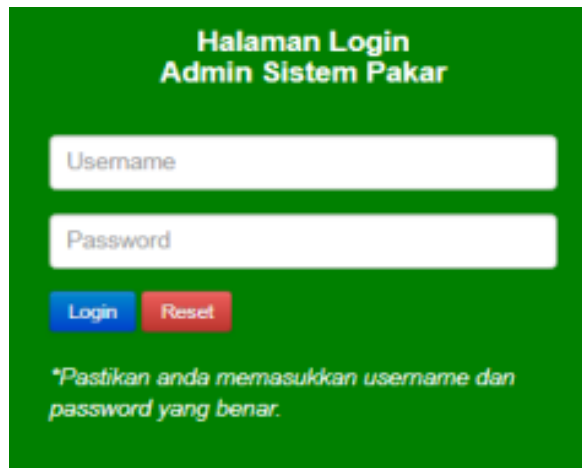 Halaman Login
Admin Sistem Pakar
Username
Password
Login Reset
*Pastikan anda memasukkan username dan
password yang benar.